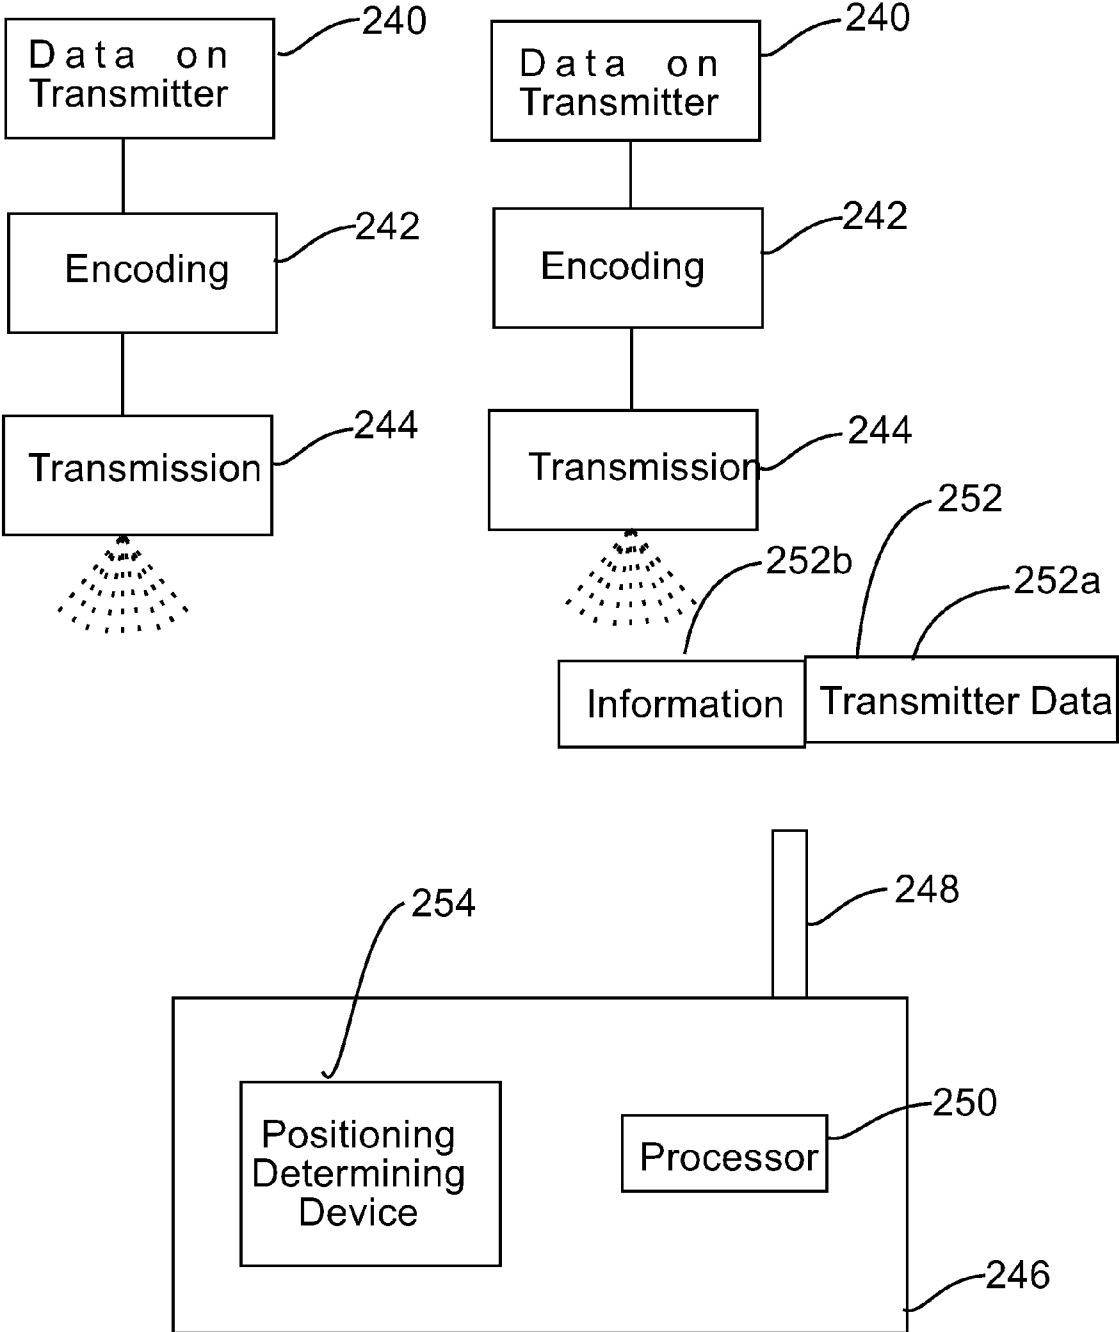 240
Data on
Transmitter
240
Data on
Transmitter
242
Encoding
242
Encoding
244
Transmission
244
Transmission
252
252b
252a
Information
Transmitter Data
248
254
250
Positioning
Determining
Device
Processor
246